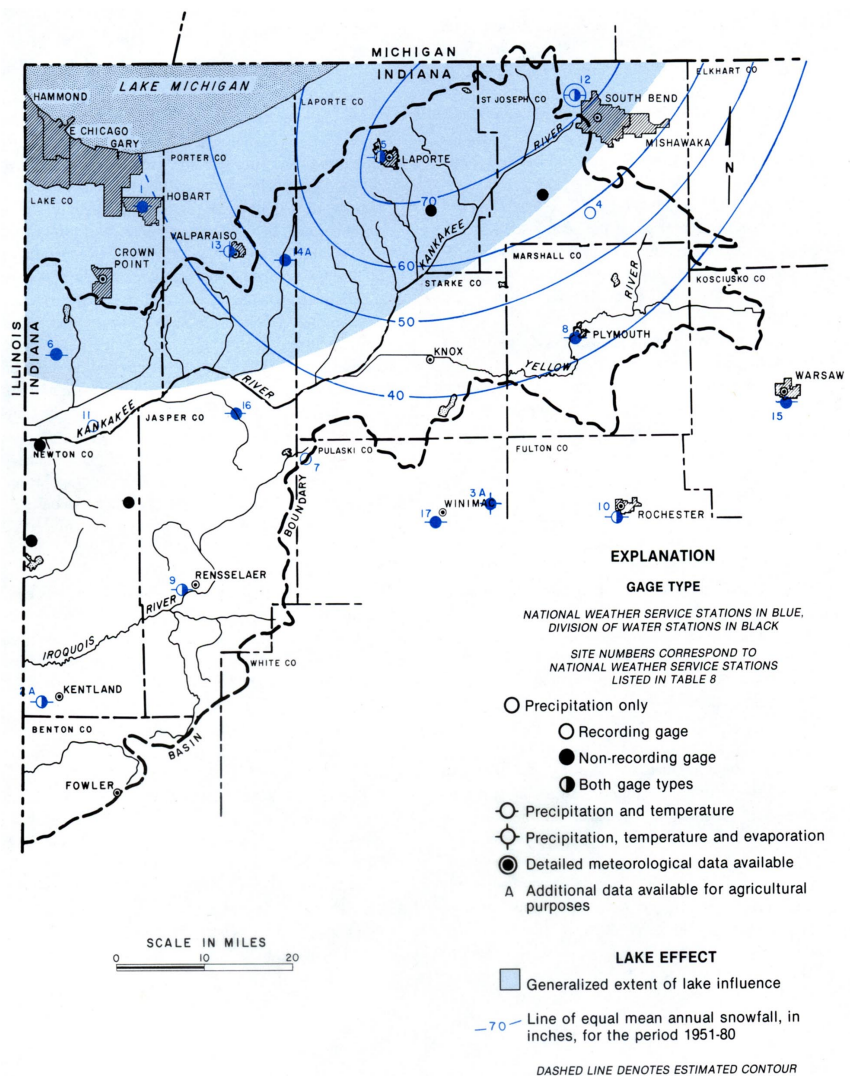 MICHIGAN
INDIANA
LAKE MICHIGAN
ELKHART CO
HAMMOND
LAPORTE CO
ST JOSEPH CO
12
SOUTH BEND
E CHICAGO
GARY
RIVER
MISHAWAKA
PORTER CO
5
LAPORTE
N
LAKE CO
1
HOBART
70
4
VALPARAISO
13
4A
KANKAKEE
CROWN
POINT
60
MARSHALL CO
STARKE CO
RIVER
KOSCIUSKO CO
ILLINOIS
INDIANA
50
6
8
PLYMOUTH
KNOX
YELLOW
WARSAW
RIVER
40
11
KANKAKEE
JASPER CO
16
15
NEWTON CO
7
PULASKI CO
FULTON CO
BOUNDARY
3A
17
WINIMAC
10
ROCHESTER
EXPLANATION
GAGE TYPE
9
RENSSELAER
RIVER
IROQUOIS
NATIONAL WEATHER SERVICE STATIONS IN BLUE,
DIVISION OF WATER STATIONS IN BLACK
SITE NUMBERS CORRESPOND TO
NATIONAL WEATHER SERVICE STATIONS
LISTED IN TABLE 8
WHITE CO
2A
KENTLAND
Precipitation only
BENTON CO
Recording gage
BASIN
Non-recording gage
FOWLER
Both gage types
Precipitation and temperature
Precipitation, temperature and evaporation
Detailed meteorological data available
A Additional data available for agricultural
purposes
SCALE IN MILES
0 10 20
LAKE EFFECT
Generalized extent of lake influence
70 Line of equal mean annual snowfall, in
inches, for the period 1951-80
DASHED LINE DENOTES ESTIMATED CONTOUR